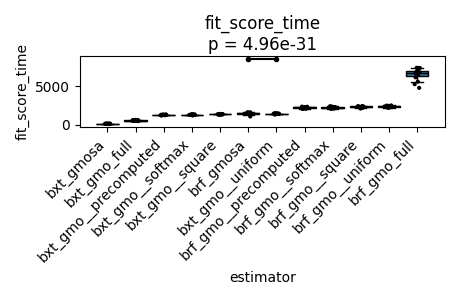 fit_score_time
p = 4.96e-31
fit_score_time
5000
0
bxt_gmosa
bxt_gmo_full
bxt_gmo__precomputed
bxt_gmo__softmax
bxt_gmo__square
brf_gmosa
bxt_gmo__uniform
brf_gmo__precomputed
brf_gmo__softmax
brf_gmo__square
brf_gmo__uniform
brf_gmo_full
estimator